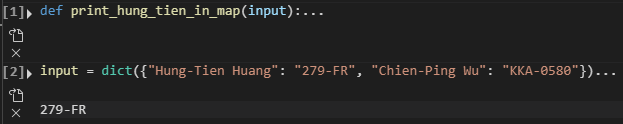 [1] def print_hung_tien_in_map(input):...
[2] input = dict({"Hung-Tien Huang": "279-FR", "Chien-Ping Wu": "KKA-0580"})...
279-FR